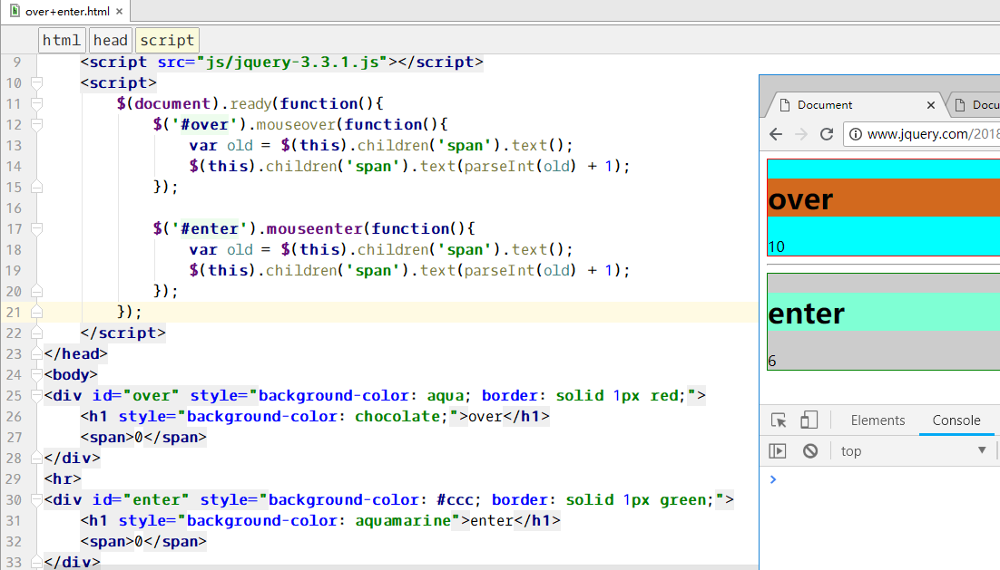 over+enter.html
html head script
9 <script src="js/jquery-3.3.1.js"></script>
10 <script>
11 $(document).ready(function(){
12 $('#over').mouseover(function(){
13 var old = $(this).children('span').text();
14 $(this).children('span').text(parseInt(old) + 1);
15 });
16
17 $('#enter').mouseenter(function(){
18 var old = $(this).children('span').text();
19 $(this).children('span').text(parseInt(old) + 1);
20 });
21 });
22 </script>
23 </head>
24 <body>
25 <div id="over" style="background-color: aqua; border: solid 1px red;">
26 <h1 style="background-color: chocolate;">over</h1>
27 <span>0</span>
28 </div>
29 <hr>
30 <div id="enter" style="background-color: #ccc; border: solid 1px green;">
31 <h1 style="background-color: aquamarine">enter</h1>
32 <span>0</span>
33 </div>
Document Docu
www.jquery.com/2018
over
10
enter
6
Elements Console
top